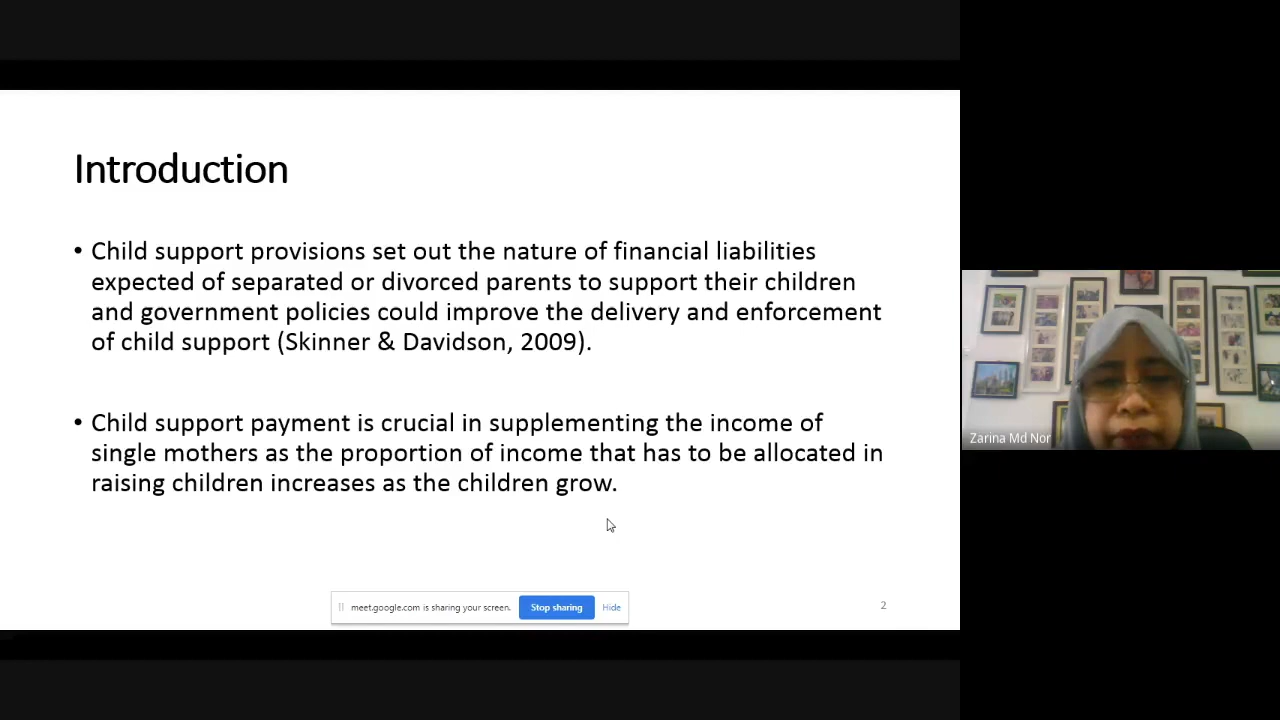 Introduction
• Child support provisions set out the nature of financial liabilities
expected of separated or divorced parents to support their children
and government policies could improve the delivery and enforcement
of child support (Skinner & Davidson, 2009).
• Child support payment is crucial in supplementing the income of
single mothers as the proportion of income that has to be allocated in
raising children increases as the children grow.
Zarina Md Nor
meet.google.com is sharing your screen. Stop sharing Hide
2